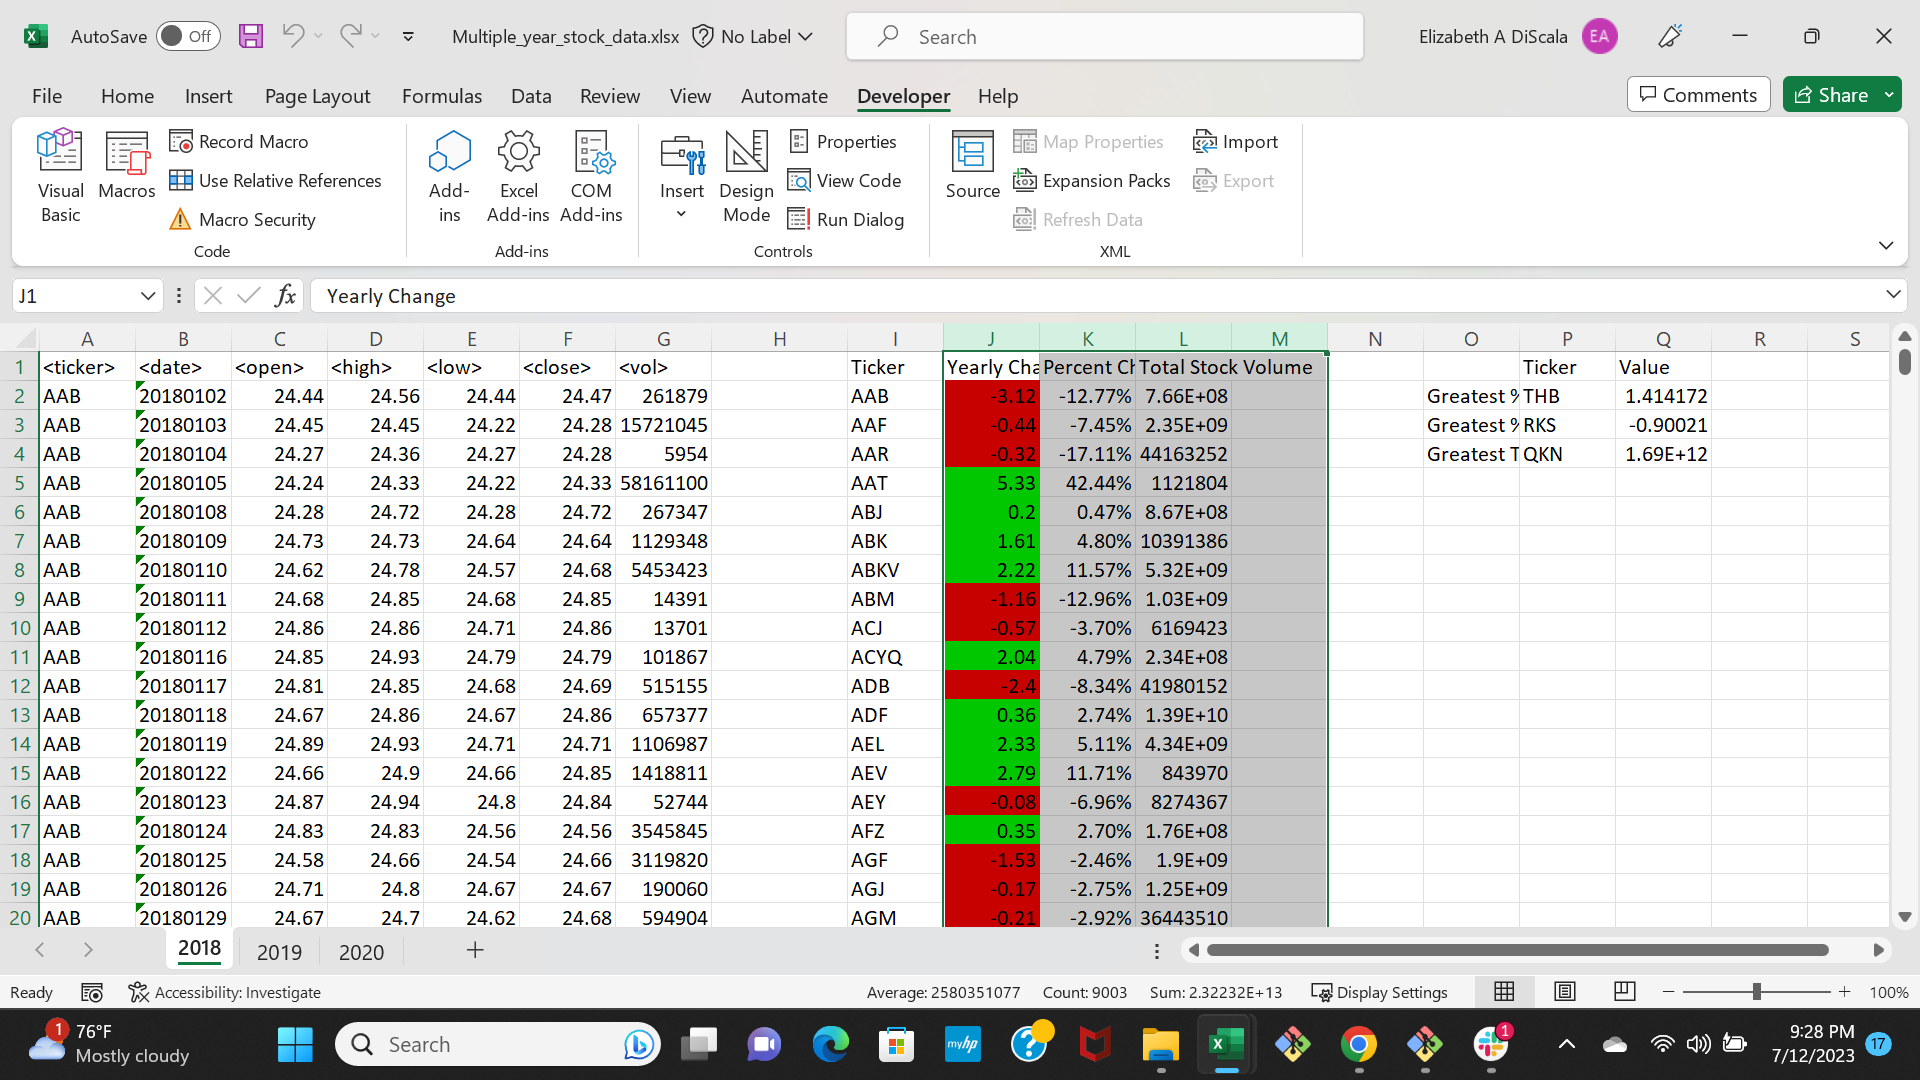 AutoSave Off Multiple_year_stock_data.xlsx No Label Search Elizabeth A DiScala EA
File Home Insert Page Layout Formulas Data Review View Automate Developer Help Comments Share
Visual Basic
Macros
Record Macro
Use Relative References
Macro Security
Code
Add-ins
Excel Add-ins
COM Add-ins
Add-ins
Insert
Design Mode
Properties
View Code
Run Dialog
Controls
Source
Map Properties
Expansion Packs
Refresh Data
Import
Export
XML
J1 fx Yearly Change
A B C D E F G H I J K L M N O P Q R S
1 <ticker> <date> <open> <high> <low> <close> <vol> Ticker Yearly Cha Percent Ch Total Stock Volume Ticker Value
2 AAB 20180102 24.44 24.56 24.44 24.47 261879 AAB -3.12 -12.77% 7.66E+08 Greatest % THB 1.414172
3 AAB 20180103 24.45 24.45 24.22 24.28 15721045 AAF -0.44 -7.45% 2.35E+09 Greatest % RKS -0.90021
4 AAB 20180104 24.27 24.36 24.27 24.28 5954 AAR -0.32 -17.11% 44163252 Greatest T QKN 1.69E+12
5 AAB 20180105 24.24 24.33 24.22 24.33 58161100 AAT 5.33 42.44% 1121804
6 AAB 20180108 24.28 24.72 24.28 24.72 267347 ABJ 0.2 0.47% 8.67E+08
7 AAB 20180109 24.73 24.73 24.64 24.64 1129348 ABK 1.61 4.80% 10391386
8 AAB 20180110 24.62 24.78 24.57 24.68 5453423 ABKV 2.22 11.57% 5.32E+09
9 AAB 20180111 24.68 24.85 24.68 24.85 14391 ABM -1.16 -12.96% 1.03E+09
10 AAB 20180112 24.86 24.86 24.71 24.86 13701 ACJ -0.57 -3.70% 6169423
11 AAB 20180116 24.85 24.93 24.79 24.79 101867 ACYQ 2.04 4.79% 2.34E+08
12 AAB 20180117 24.81 24.85 24.68 24.69 515155 ADB -2.4 -8.34% 41980152
13 AAB 20180118 24.67 24.86 24.67 24.86 657377 ADF 0.36 2.74% 1.39E+10
14 AAB 20180119 24.89 24.93 24.71 24.71 1106987 AEL 2.33 5.11% 4.34E+09
15 AAB 20180122 24.66 24.9 24.66 24.85 1418811 AEV 2.79 11.71% 843970
16 AAB 20180123 24.87 24.94 24.8 24.84 52744 AEY -0.08 -6.96% 8274367
17 AAB 20180124 24.83 24.83 24.56 24.56 3545845 AFZ 0.35 2.70% 1.76E+08
18 AAB 20180125 24.58 24.66 24.54 24.66 3119820 AGF -1.53 -2.46% 1.9E+09
19 AAB 20180126 24.71 24.8 24.67 24.67 190060 AGJ -0.17 -2.75% 1.25E+09
20 AAB 20180129 24.67 24.7 24.62 24.68 594904 AGM -0.21 -2.92% 36443510
2018 2019 2020
Ready Accessibility: Investigate Average: 2580351077 Count: 9003 Sum: 2.32232E+13 Display Settings 100%
1 76°F
Mostly cloudy
Search
myhp
1
9:28 PM
7/12/2023
17